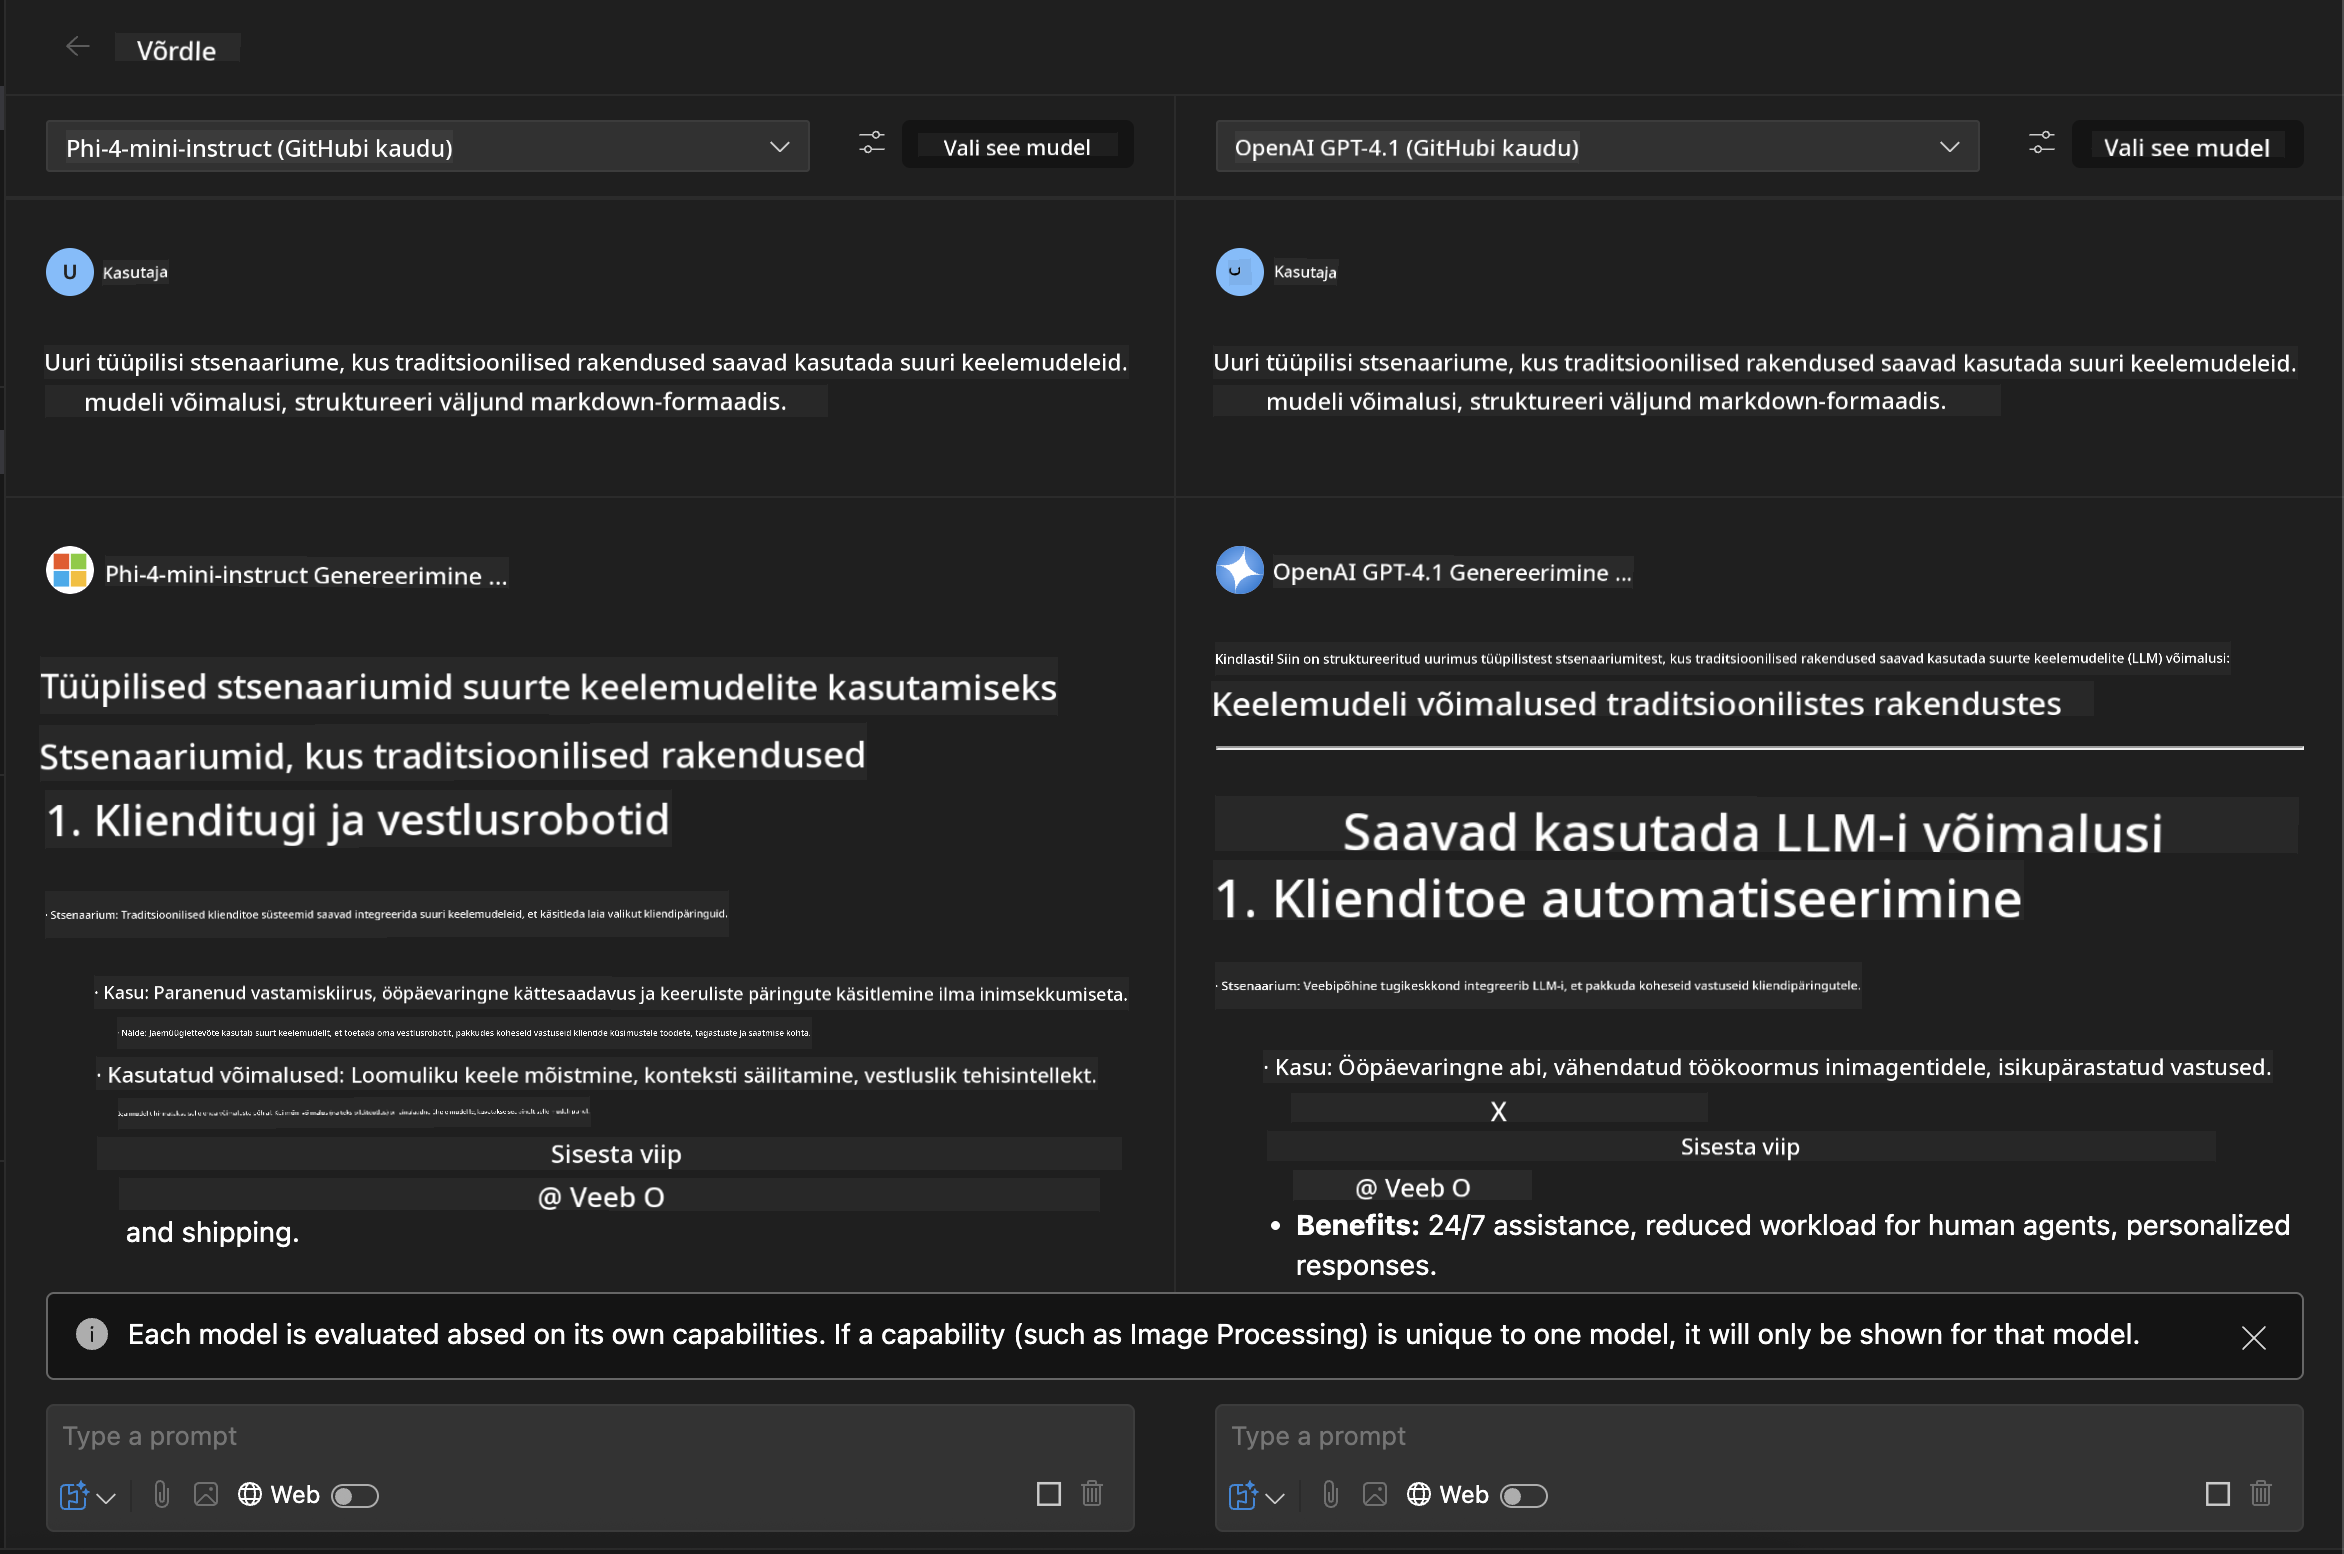 Võrdle
Phi-4-mini-instruct (GitHubi kaudu)
Vali see mudel
OpenAI GPT-4.1 (GitHubi kaudu)
Vali see mudel
U Kasutaja
Uuri tüüpilisi stsenaariume, kus traditsioonilised rakendused saavad kasutada suuri keelemudeleid.
mudeli võimalusi, struktureeri väljund markdown-formaadis.
Phi-4-mini-instruct Genereerimine ...
Tüüpilised stsenaariumid suurte keelemudelite kasutamiseks
Stsenaariumid, kus traditsioonilised rakendused
1. Klienditugi ja vestlusrobotid
· Stsenaarium: Traditsioonilised klienditoe süsteemid saavad integreerida suuri keelemudeleid, et käsitleda laia valikut kliendipäringuid.
· Kasu: Paranenud vastamiskiirus, ööpäevaringne kättesaadavus ja keeruliste päringute käsitlemine ilma inimsekkumiseta.
· Näide: Jaemüügiettevõte kasutab suurt keelemudelit, et toetada oma vestlusrobotit, pakkudes koheseid vastuseid klientide küsimustele toodete, tagastuste ja saatmise kohta.
· Kasutatud võimalused: Loomuliku keele mõistmine, konteksti säilitamine, vestluslik tehisintellekt.
Sisesta viip
@ Veeb O
and shipping.
Kasutaja
Uuri tüüpilisi stsenaariume, kus traditsioonilised rakendused saavad kasutada suuri keelemudeleid.
mudeli võimalusi, struktureeri väljund markdown-formaadis.
OpenAI GPT-4.1 Genereerimine ...
Kindlasti! Siin on struktureeritud uurimus tüüpilistest stsenaariumitest, kus traditsioonilised rakendused saavad kasutada suurte keelemudelite (LLM) võimalusi:
Keelemudeli võimalused traditsioonilistes rakendustes
Saavad kasutada LLM-i võimalusi
1. Klienditoe automatiseerimine
· Stsenaarium: Veebipõhine tugikeskkond integreerib LLM-i, et pakkuda koheseid vastuseid kliendipäringutele.
· Kasu: Ööpäevaringne abi, vähendatud töökoormus inimagentidele, isikupärastatud vastused.
X
Sisesta viip
@ Veeb O
• Benefits: 24/7 assistance, reduced workload for human agents, personalized
responses.
Each model is evaluated absed on its own capabilities. If a capability (such as Image Processing) is unique to one model, it will only be shown for that model.
Type a prompt
Web
Type a prompt
Web